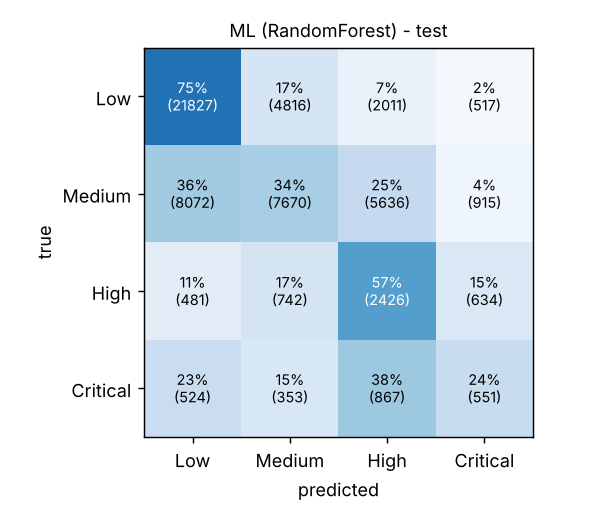 ML (RandomForest) - test
75%
(21827)
17%
(4816)
7%
(2011)
2%
(517)
Low
36%
(8072)
34%
(7670)
25%
(5636)
4%
(915)
Medium
true
11%
(481)
17%
(742)
57%
(2426)
15%
(634)
High
23%
(524)
15%
(353)
38%
(867)
24%
(551)
Critical
Low
Medium
High
Critical
predicted